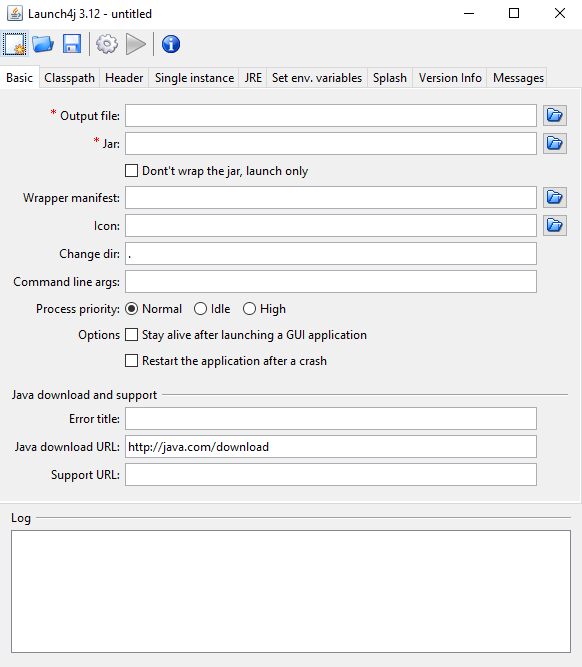 Launch4j 3.12 - untitled
Basic Classpath Header Single instance JRE Set env. variables Splash Version Info Messages
* Output file:
* Jar:
Dont't wrap the jar, launch only
Wrapper manifest:
Icon:
Change dir: .
Command line args:
Process priority: Normal Idle High
Options Stay alive after launching a GUI application
Restart the application after a crash
Java download and support
Error title:
Java download URL: http://java.com/download
Support URL:
Log